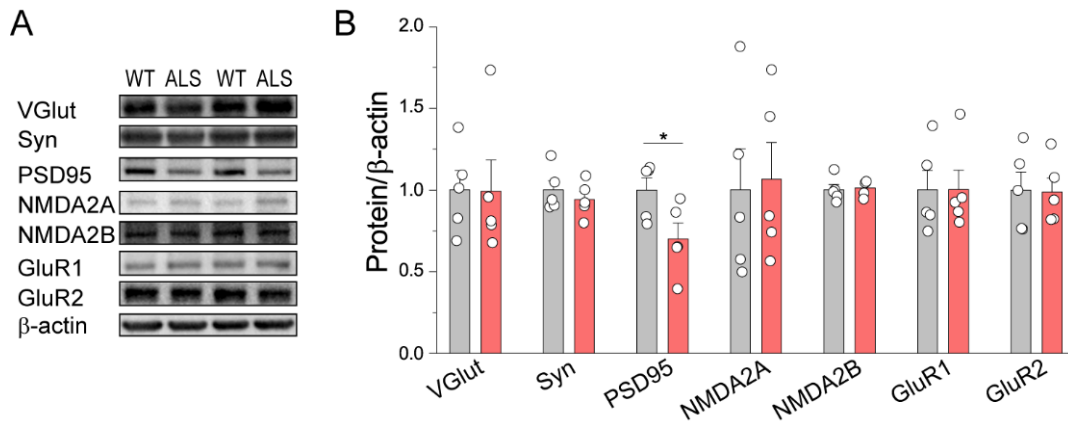 A
WT ALS WT ALS
VGlut
Syn
PSD95
NMDA2A
NMDA2B
GluR1
GluR2
β-actin
B
Protein/β-actin
2.0
1.5
1.0
0.5
0.0
*
VGlut
Syn
PSD95
NMDA2A
NMDA2B
GluR1
GluR2